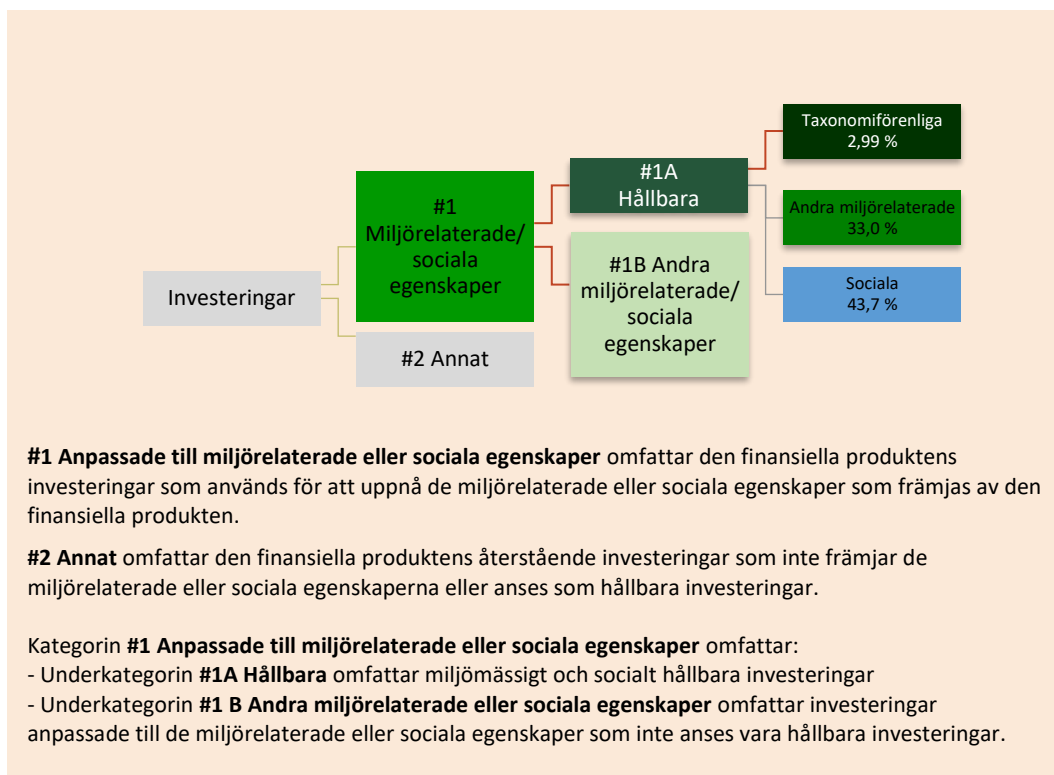 Taxonomiförenliga
2,99 %
#1A
Hållbara
#1
Miljörelaterade/
sociala
egenskaper
Andra miljörelaterade
33,0 %
#1B Andra
miljörelaterade/
sociala
egenskaper
Investeringar
Sociala
43,7 %
#2 Annat
#1 Anpassade till miljörelaterade eller sociala egenskaper omfattar den finansiella produktens
investeringar som används för att uppnå de miljörelaterade eller sociala egenskaper som främjas av den
finansiella produkten.
#2 Annat omfattar den finansiella produktens återstående investeringar som inte främjar de
miljörelaterade eller sociala egenskaperna eller anses som hållbara investeringar.
Kategorin #1 Anpassade till miljörelaterade eller sociala egenskaper omfattar:
- Underkategorin #1A Hållbara omfattar miljömässigt och socialt hållbara investeringar
- Underkategorin #1 B Andra miljörelaterade eller sociala egenskaper omfattar investeringar
anpassade till de miljörelaterade eller sociala egenskaper som inte anses vara hållbara investeringar.